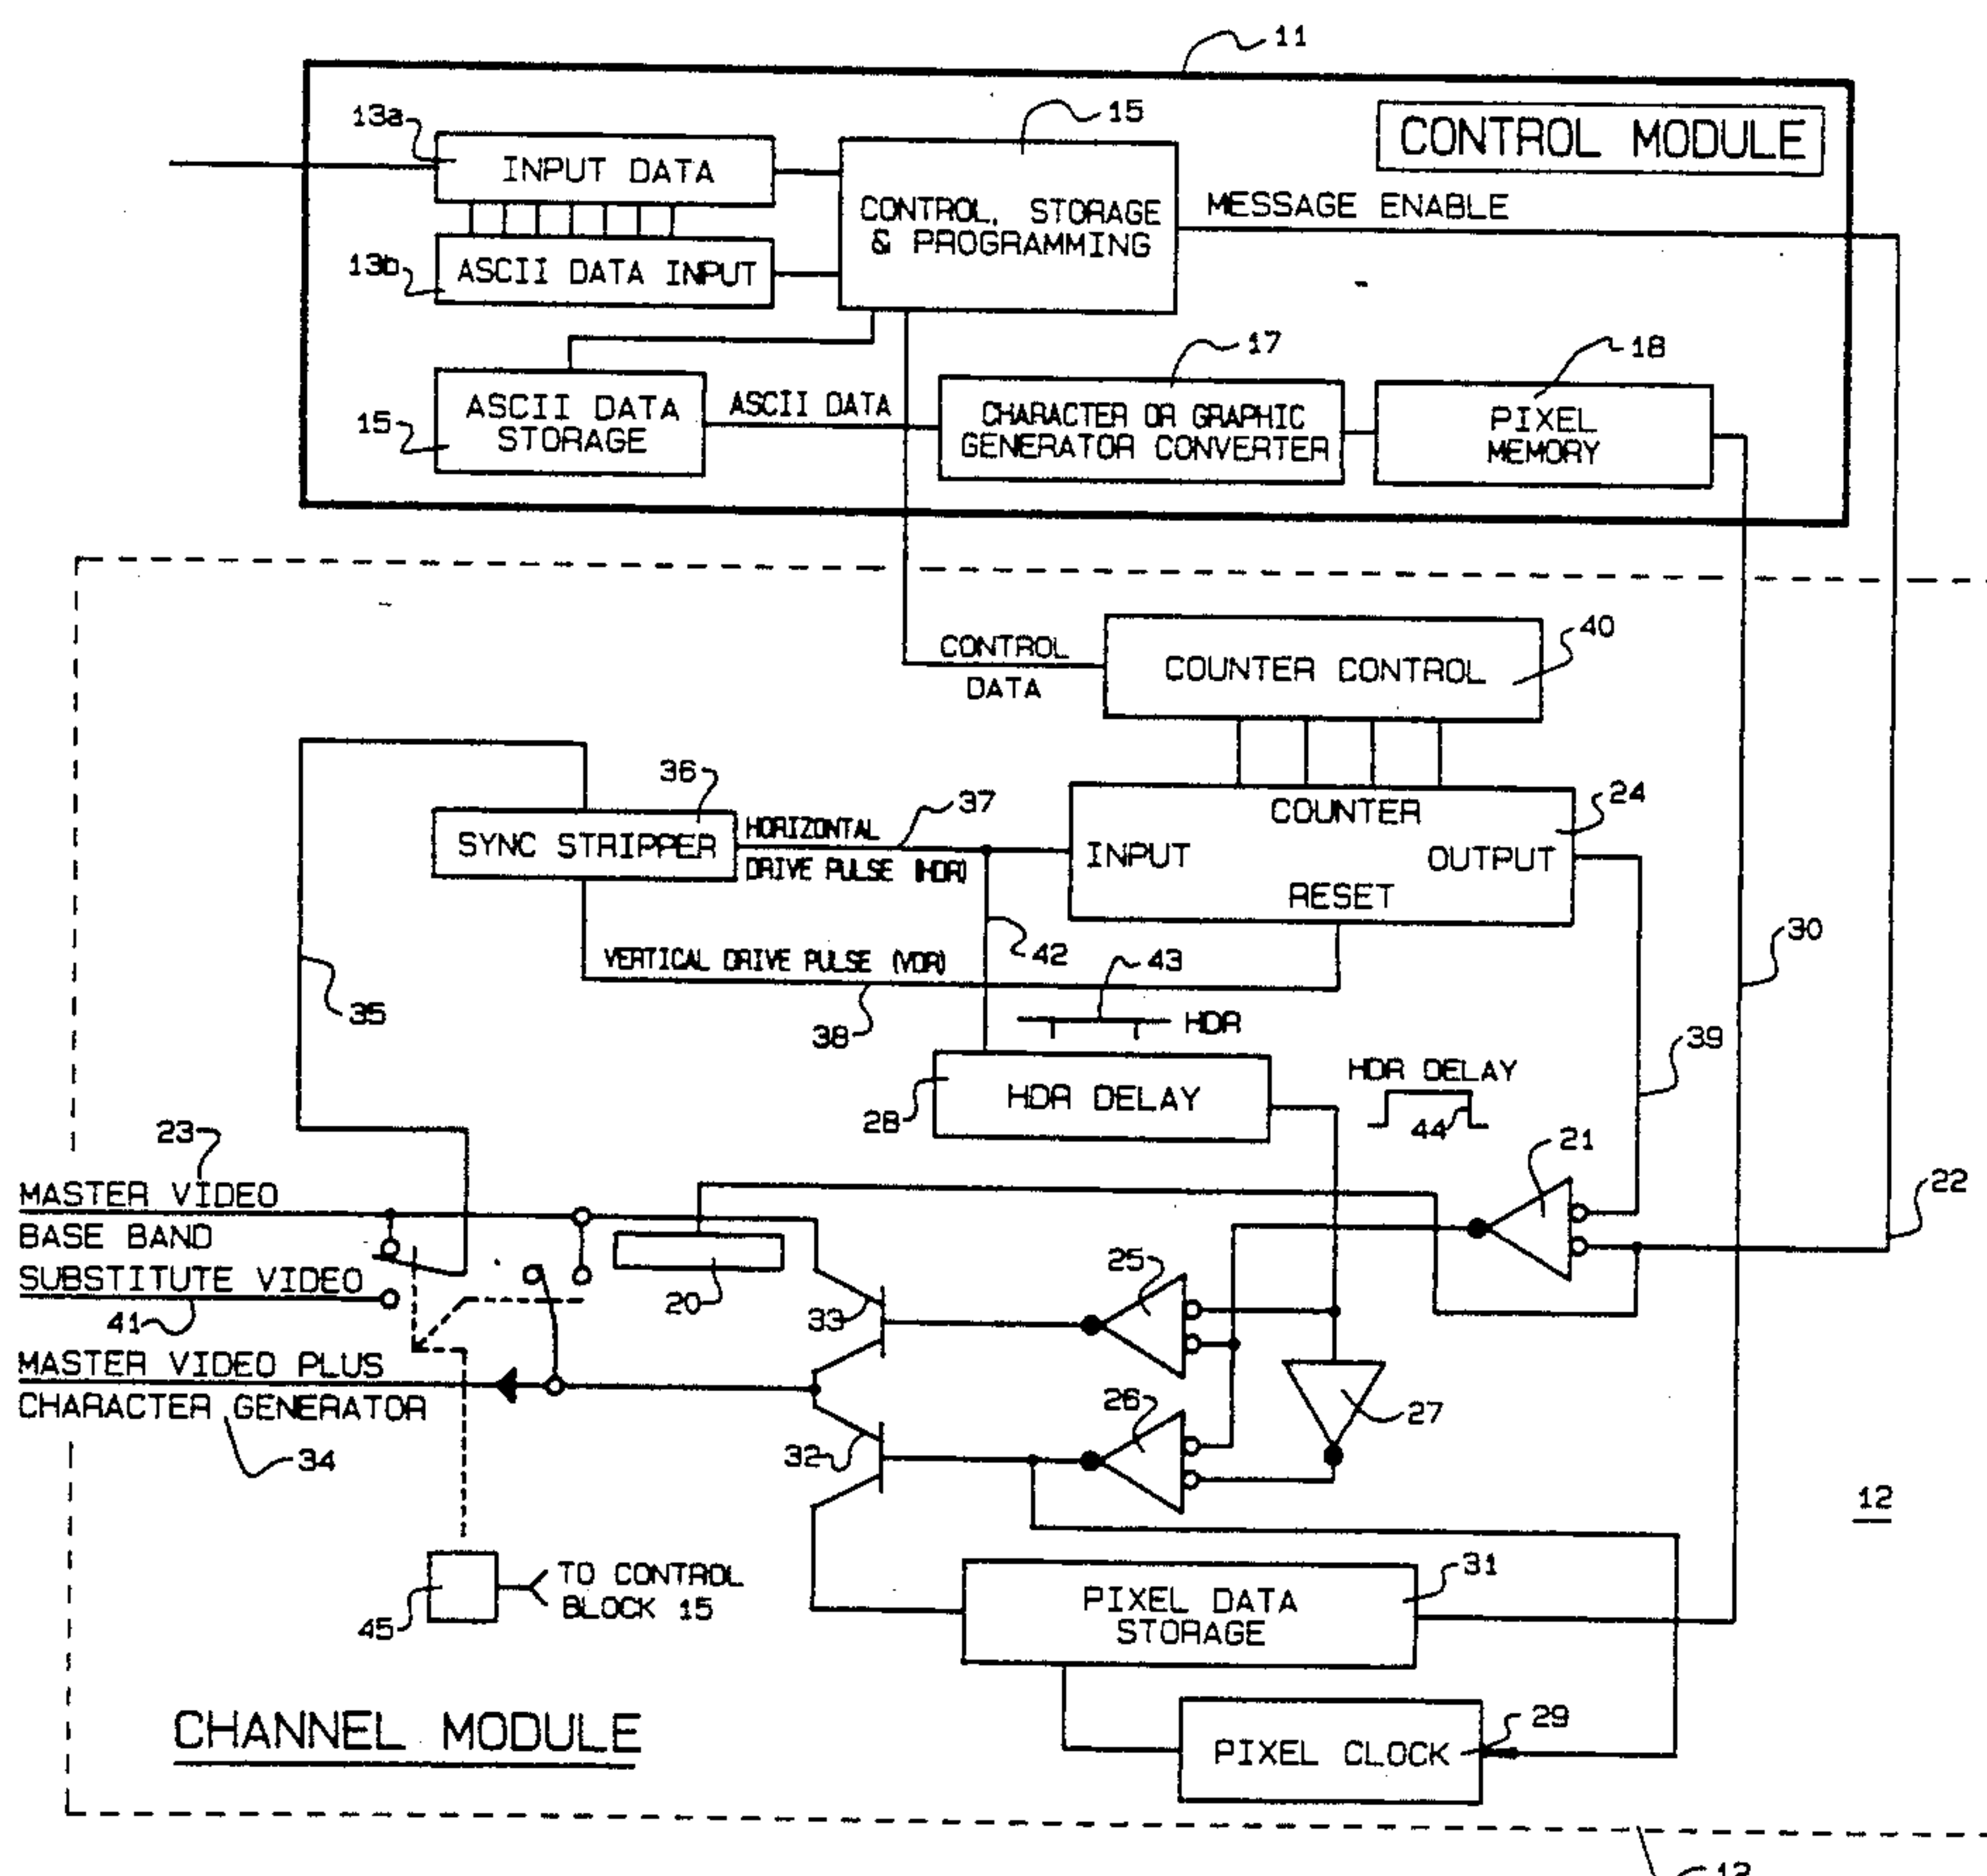 11
13a
15
CONTROL MODULE
INPUT DATA
CONTROL, STORAGE
& PROGRAMMING
MESSAGE ENABLE
13b
ASCII DATA INPUT
17
18
15
ASCII DATA
STORAGE
ASCII DATA
CHARACTER OR GRAPHIC
GENERATOR CONVERTER
PIXEL
MEMORY
CONTROL
DATA
COUNTER CONTROL
40
36
37
24
SYNC STRIPPER
HORIZONTAL
DRIVE PULSE (HDR)
COUNTER
INPUT
OUTPUT
RESET
42
30
VERTICAL DRIVE PULSE (VDR)
43
35
38
HDR
39
28
HDR DELAY
HDR DELAY
44
23
21
22
MASTER VIDEO
BASE BAND
SUBSTITUTE VIDEO
41
20
33
25
MASTER VIDEO PLUS
CHARACTER GENERATOR
34
26
27
32
12
45
TO CONTROL
BLOCK 15
PIXEL DATA
STORAGE
31
CHANNEL MODULE
PIXEL CLOCK
29
12